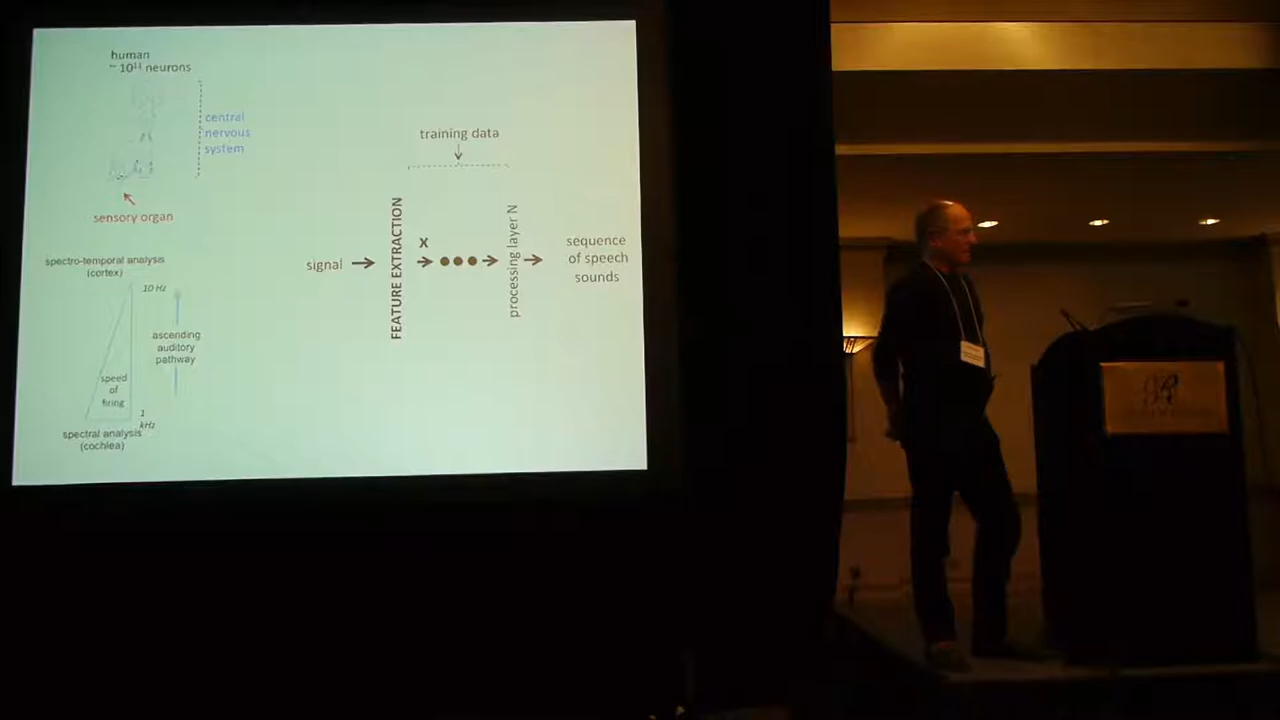 human
~ 10¹¹ neurons
central
nervous
system
sensory organ
spectro-temporal analysis
(cortex)
10 Hz
ascending
auditory
pathway
speed
of
firing
1
kHz
spectral analysis
(cochlea)
training data
signal
FEATURE EXTRACTION
X
processing layer N
sequence
of speech
sounds